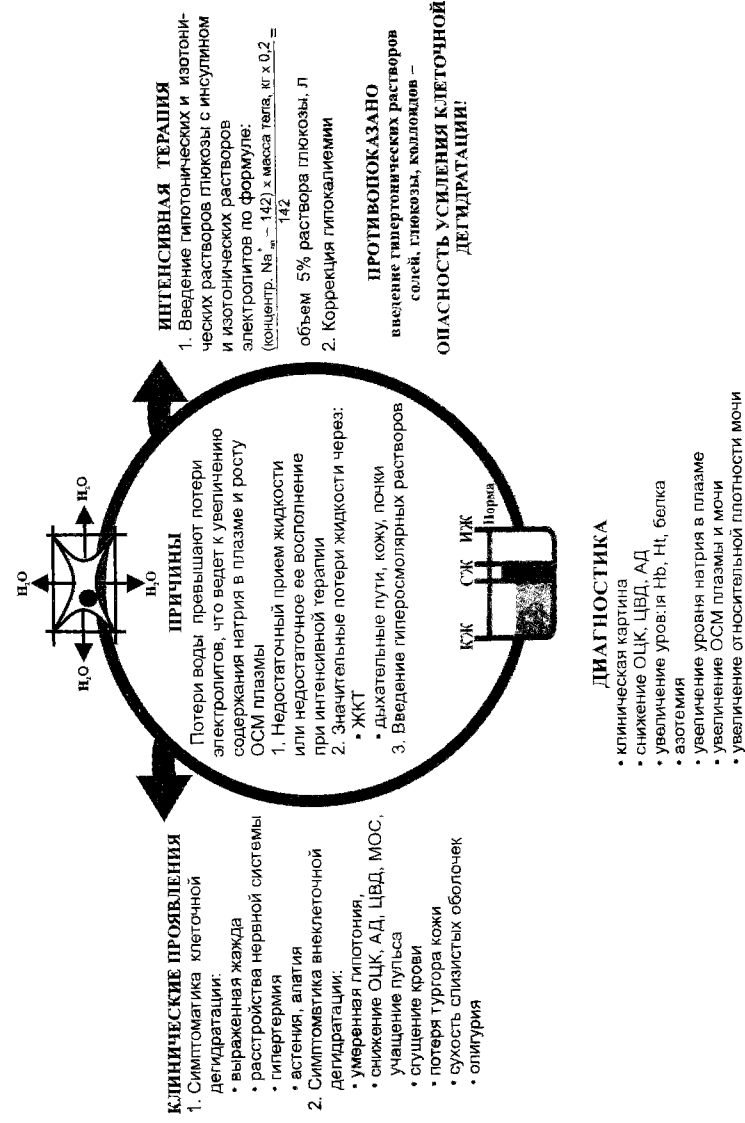 H₂O
H₂O
H₂O
H₂O
КЛИНИЧЕСКИЕ ПРОЯВЛЕНИЯ
1. Симптоматика клеточной
дегидратации:
• выраженная жажда
• расстройства нервной системы
• гипертермия
• астения, апатия
2. Симптоматика внеклеточной
дегидратации:
• умеренная гипотония,
• снижение ОЦК, АД, ЦВД, МОС,
учащение пульса
• сгущение крови
• потеря тургора кожи
• сухость слизистых оболочек
• олигурия
ПРИЧИНЫ
Потери воды превышают потери
электролитов, что ведет к увеличению
содержания натрия в плазме и росту
ОСМ плазмы
1. Недостаточный прием жидкости
или недостаточное ее восполнение
при интенсивной терапии
2. Значительные потери жидкости через:
• ЖКТ
• дыхательные пути, кожу, почки
3. Введение гиперосмолярных растворов
КЖ СЖ ИЖ
Норма
ИНТЕНСИВНАЯ ТЕРАПИЯ
1. Введение гипотонических и изотони-
ческих растворов глюкозы с инсулином
и изотонических растворов
электролитов по формуле:
(концентр. Na⁺пл – 142) х масса тела, кг х 0,2 =
142
объем 5% раствора глюкозы, л
2. Коррекция гипокалиемии
ПРОТИВОПОКАЗАНО
введение гипертонических растворов
солей, глюкозы, коллоидов –
ОПАСНОСТЬ УСИЛЕНИЯ КЛЕТОЧНОЙ
ДЕГИДРАТАЦИИ!
ДИАГНОСТИКА
• клиническая картина
• снижение ОЦК, ЦВД, АД
• увеличение уровня Hb, Ht, белка
• азотемия
• увеличение уровня натрия в плазме
• увеличение ОСМ плазмы и мочи
• увеличение относительной плотности мочи